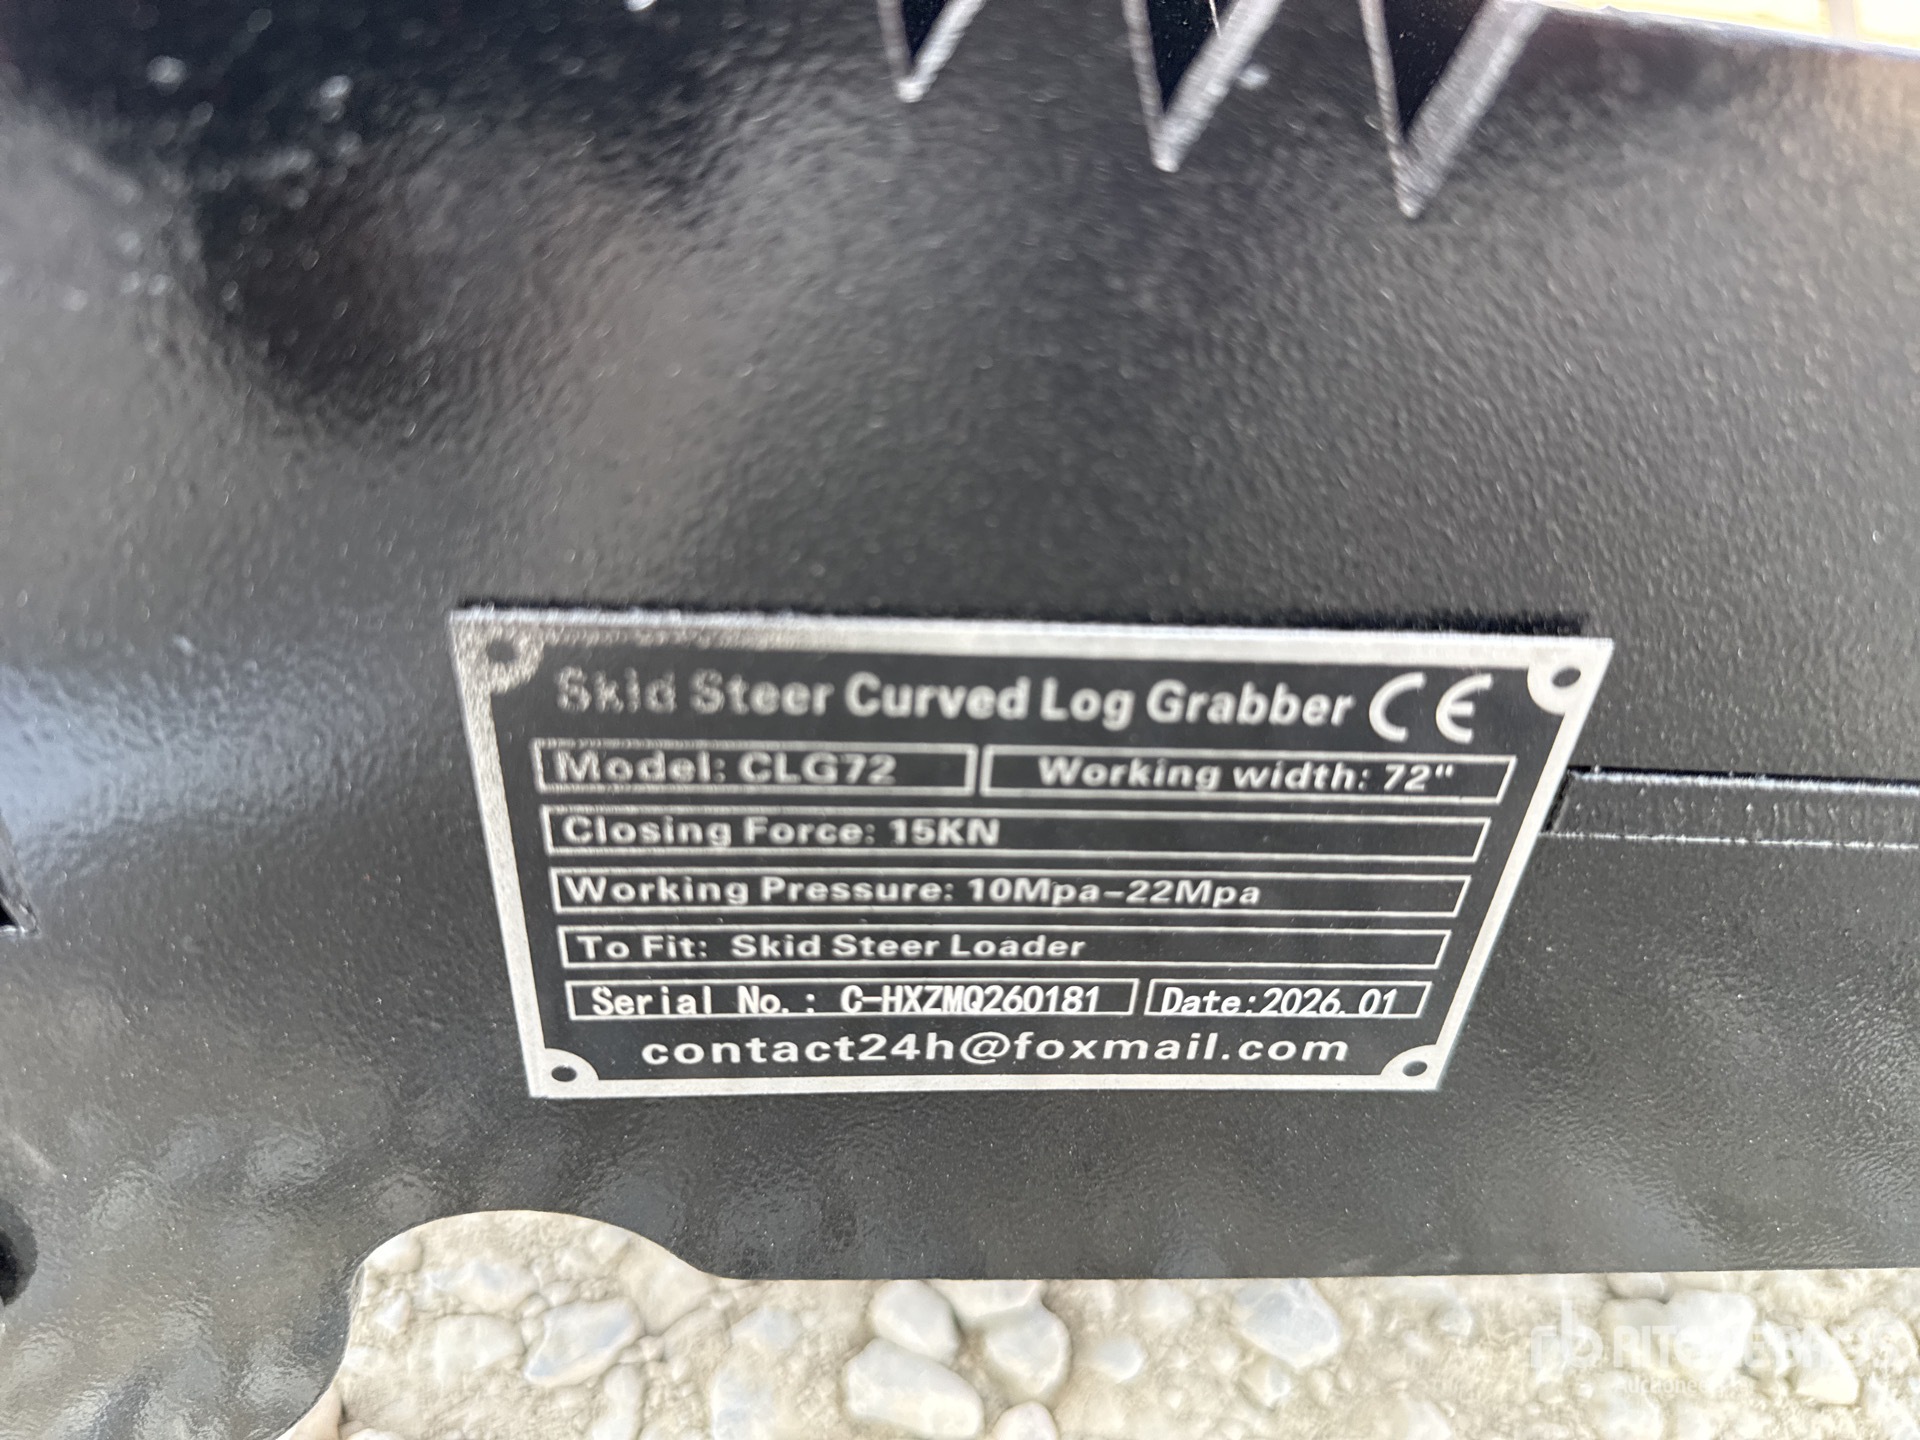 Skid Steer Curved Log Grabber CE
Model: CLG72 Working width: 72"
Closing Force: 15KN
Working Pressure: 10Mpa-22Mpa
To Fit: Skid Steer Loader
Serial No.: C-HXZMQ260181 Date:2026.01
contact24h@foxmail.com